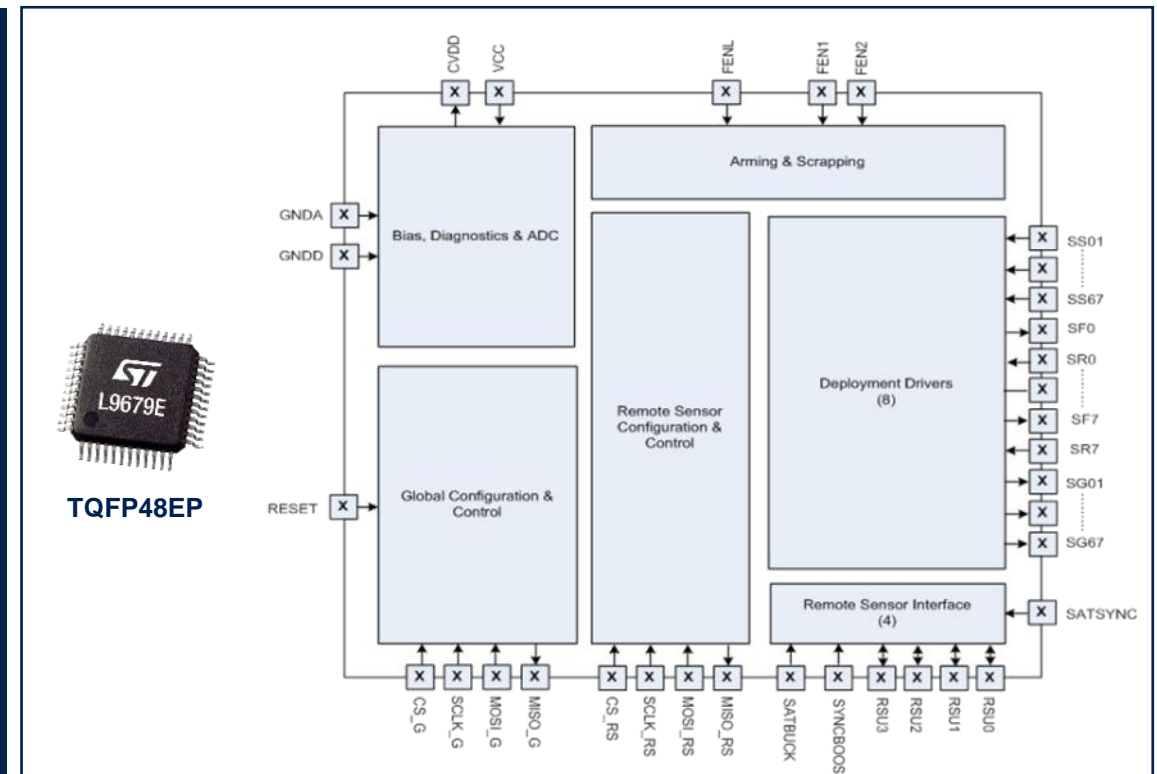 CVDD
VCC
FENL
FEN1
FEN2
X X X X X
Arming & Scrapping
GNDA X
Bias, Diagnostics & ADC
GNDD X
X SS01
X
X SS67
X SF0
X SR0
Deployment Drivers
(8)
X
X SF7
X SR7
X SG01
X
X SG67
ST
L9679E
TQFP48EP
Remote Sensor
Configuration &
Control
Global Configuration &
Control
RESET X
Remote Sensor Interface
(4)
X SATSYNC
X X X X X X X X X X X X X X
CS_G
SCLK_G
MOSI_G
MISO_G
CS_RS
SCLK_RS
MOSI_RS
MISO_RS
SATBUCK
SYNCBOOS
RSU3
RSU2
RSU1
RSU0